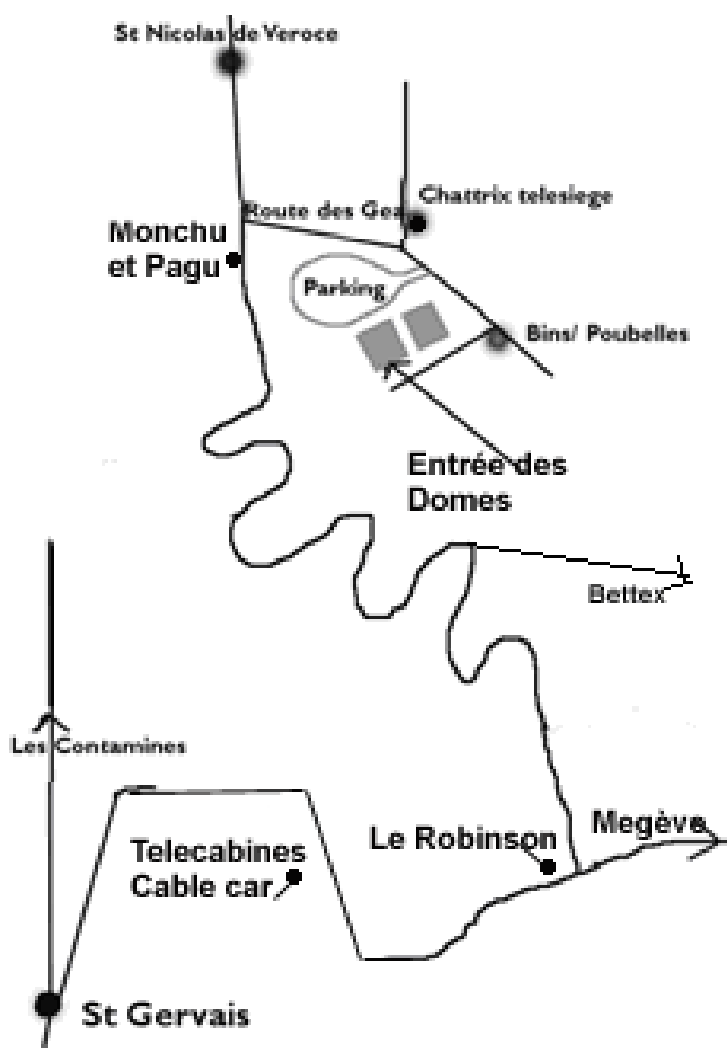 St Nicolas de Veroce
Chattrix telesiege
Route des Gea
Monchu
et Pagu
Parking
Bins/ Poubelles
Entrée des
Domes
Bettex
Les Contamines
Megève
Le Robinson
Telecabines
Cable car
St Gervais